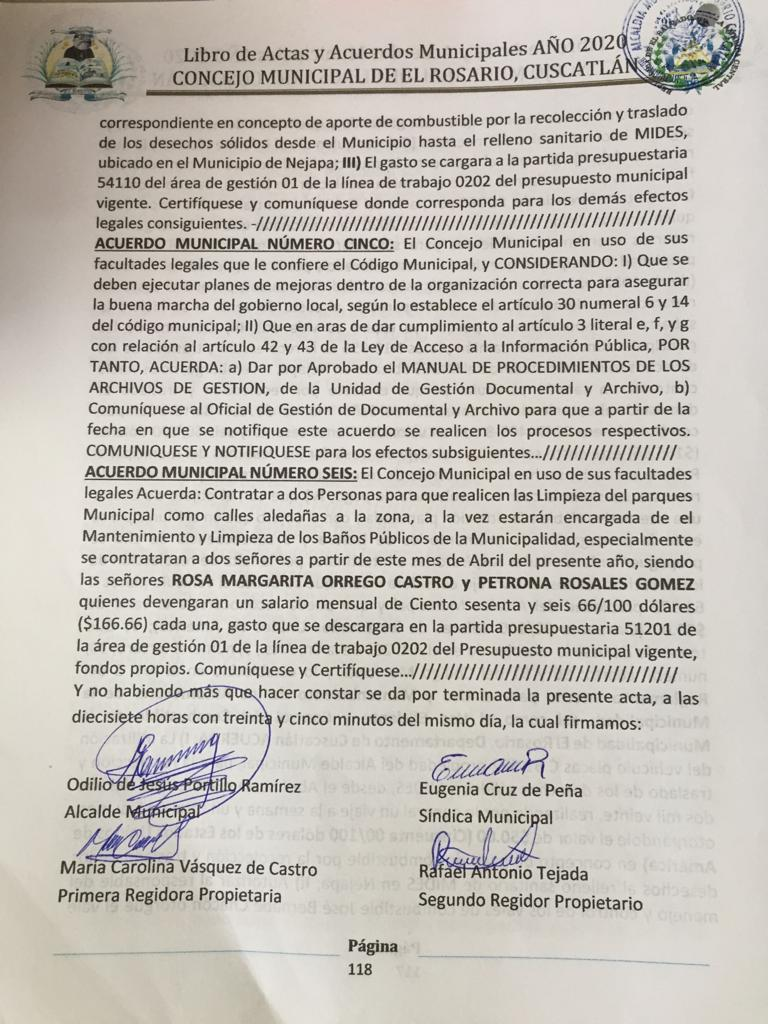 Libro de Actas y Acuerdos Municipales AÑO 2020
CONCEJO MUNICIPAL DE EL ROSARIO, CUSCATLÁN
correspondiente en concepto de aporte de combustible por la recolección y traslado
de los desechos sólidos desde el Municipio hasta el relleno sanitario de MIDES,
ubicado en el Municipio de Nejapa; III) El gasto se cargara a la partida presupuestaria
54110 del área de gestión 01 de la línea de trabajo 0202 del presupuesto municipal
vigente. Certifíquese y comuníquese donde corresponda para los demás efectos
legales consiguientes. -///////////////////////////////////////////////////////////////
ACUERDO MUNICIPAL NÚMERO CINCO: El Concejo Municipal en uso de sus
facultades legales que le confiere el Código Municipal, y CONSIDERANDO: I) Que se
deben ejecutar planes de mejoras dentro de la organización correcta para asegurar
la buena marcha del gobierno local, según lo establece el artículo 30 numeral 6 y 14
del código municipal; II) Que en aras de dar cumplimiento al artículo 3 literal e, f, y g
con relación al artículo 42 y 43 de la Ley de Acceso a la Información Pública, POR
TANTO, ACUERDA: a) Dar por Aprobado el MANUAL DE PROCEDIMIENTOS DE LOS
ARCHIVOS DE GESTION, de la Unidad de Gestión Documental y Archivo, b)
Comuníquese al Oficial de Gestión de Documental y Archivo para que a partir de la
fecha en que se notifique este acuerdo se realicen los procesos respectivos.
COMUNIQUESE Y NOTIFIQUESE para los efectos subsiguientes...////////////////////
ACUERDO MUNICIPAL NÚMERO SEIS: El Concejo Municipal en uso de sus facultades
legales Acuerda: Contratar a dos Personas para que realicen las Limpieza del parques
Municipal como calles aledañas a la zona, a la vez estarán encargada de el
Mantenimiento y Limpieza de los Baños Públicos de la Municipalidad, especialmente
se contrataran a dos señores a partir de este mes de Abril del presente año, siendo
las señores ROSA MARGARITA ORREGO CASTRO y PETRONA ROSALES GOMEZ
quienes devengaran un salario mensual de Ciento sesenta y seis 66/100 dólares
($166.66) cada una, gasto que se descargara en la partida presupuestaria 51201 de
la área de gestión 01 de la línea de trabajo 0202 del Presupuesto municipal vigente,
fondos propios. Comuníquese y Certifíquese...///////////////////////////////////////
Y no habiendo más que hacer constar se da por terminada la presente acta, a las
diecisiete horas con treinta y cinco minutos del mismo día, la cual firmamos:
Odilio de Jesús Portillo Ramírez
Alcalde Municipal
Eugenia Cruz de Peña
Síndica Municipal
María Carolina Vásquez de Castro
Primera Regidora Propietaria
Rafael Antonio Tejada
Segundo Regidor Propietario
Página
118